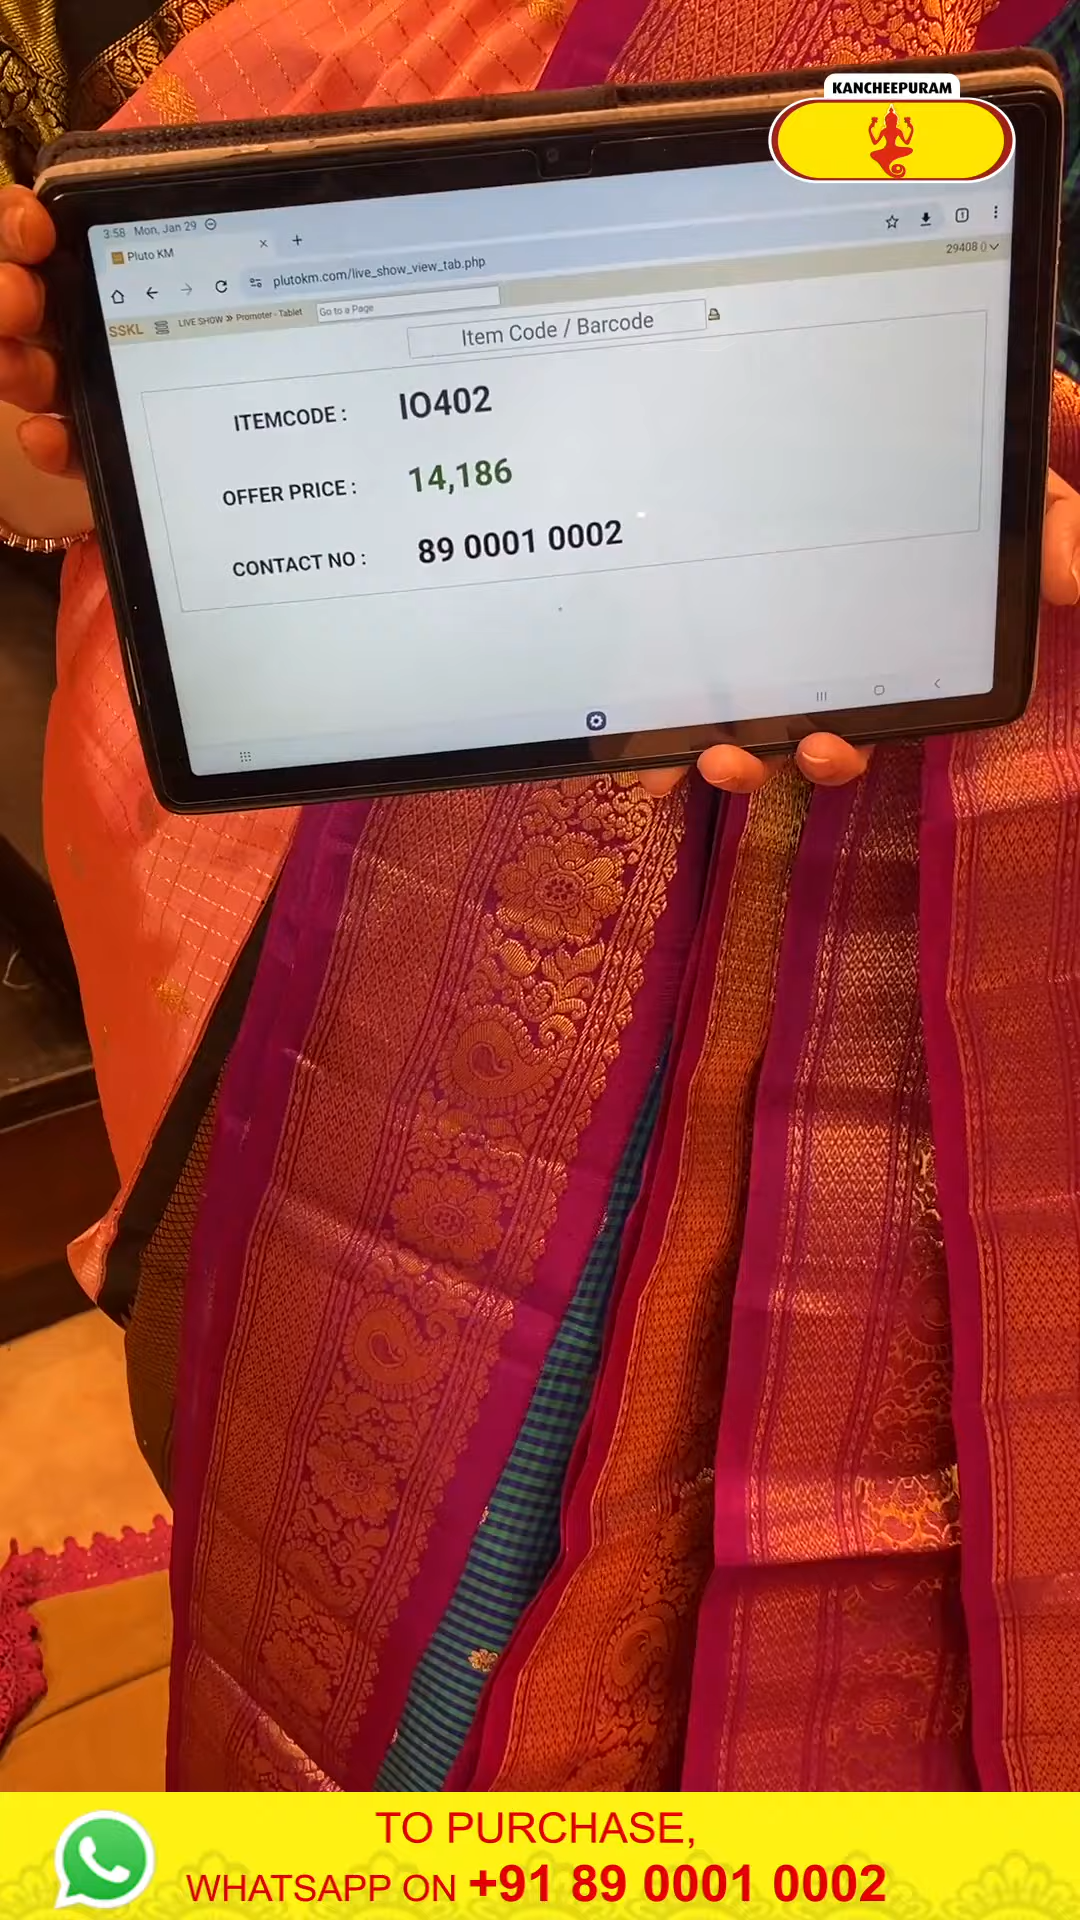 KANCHEEPURAM
3:58 Mon, Jan 29
Pluto KM
plutokm.com/live_show_view_tab.php
29408 ()
SSKL
LIVE SHOW >> Promoter - Tablet
Go to a Page
Item Code / Barcode
ITEMCODE : IO402
OFFER PRICE : 14,186
CONTACT NO : 89 0001 0002
TO PURCHASE,
WHATSAPP ON +91 89 0001 0002